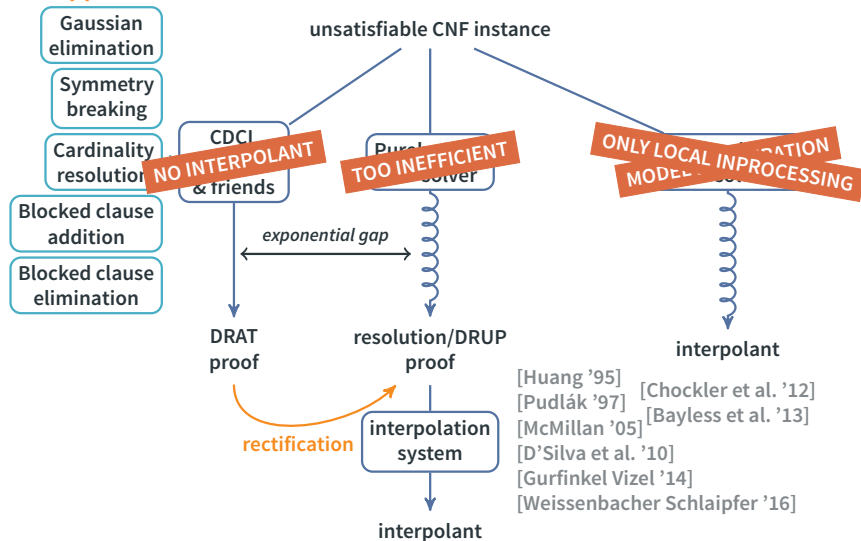 Gaussian
elimination
Symmetry
breaking
Cardinality
resolution
Blocked clause
addition
Blocked clause
elimination
unsatisfiable CNF instance
CDCL
& friends
NO INTERPOLANT
TOO INEFFICIENT
solver
ONLY LOCAL INPROCESSING
MODEL
exponential gap
DRAT
proof
resolution/DRUP
proof
interpolant
rectification
interpolation
system
interpolant
[Huang ’95]
[Pudlák ’97]
[McMillan ’05]
[D’Silva et al. ’10]
[Gurfinkel Vizel ’14]
[Weissenbacher Schlaipfer ’16]
[Chockler et al. ’12]
[Bayless et al. ’13]